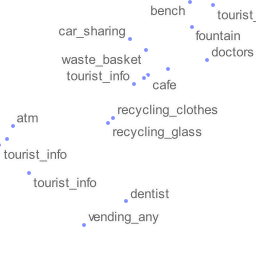 bench
tourist_
car_sharing
fountain
doctors
waste_basket
tourist_info
cafe
recycling_clothes
atm
recycling_glass
tourist_info
tourist_info
dentist
vending_any